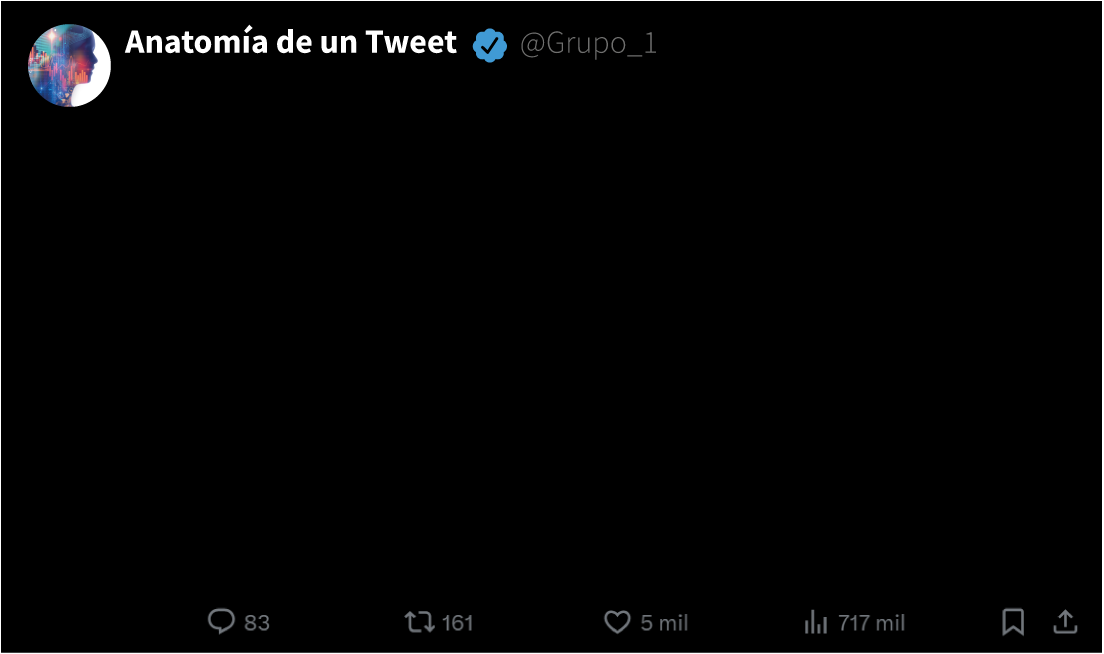 Anatomía de un Tweet @Grupo_1
83 161 5 mil 717 mil